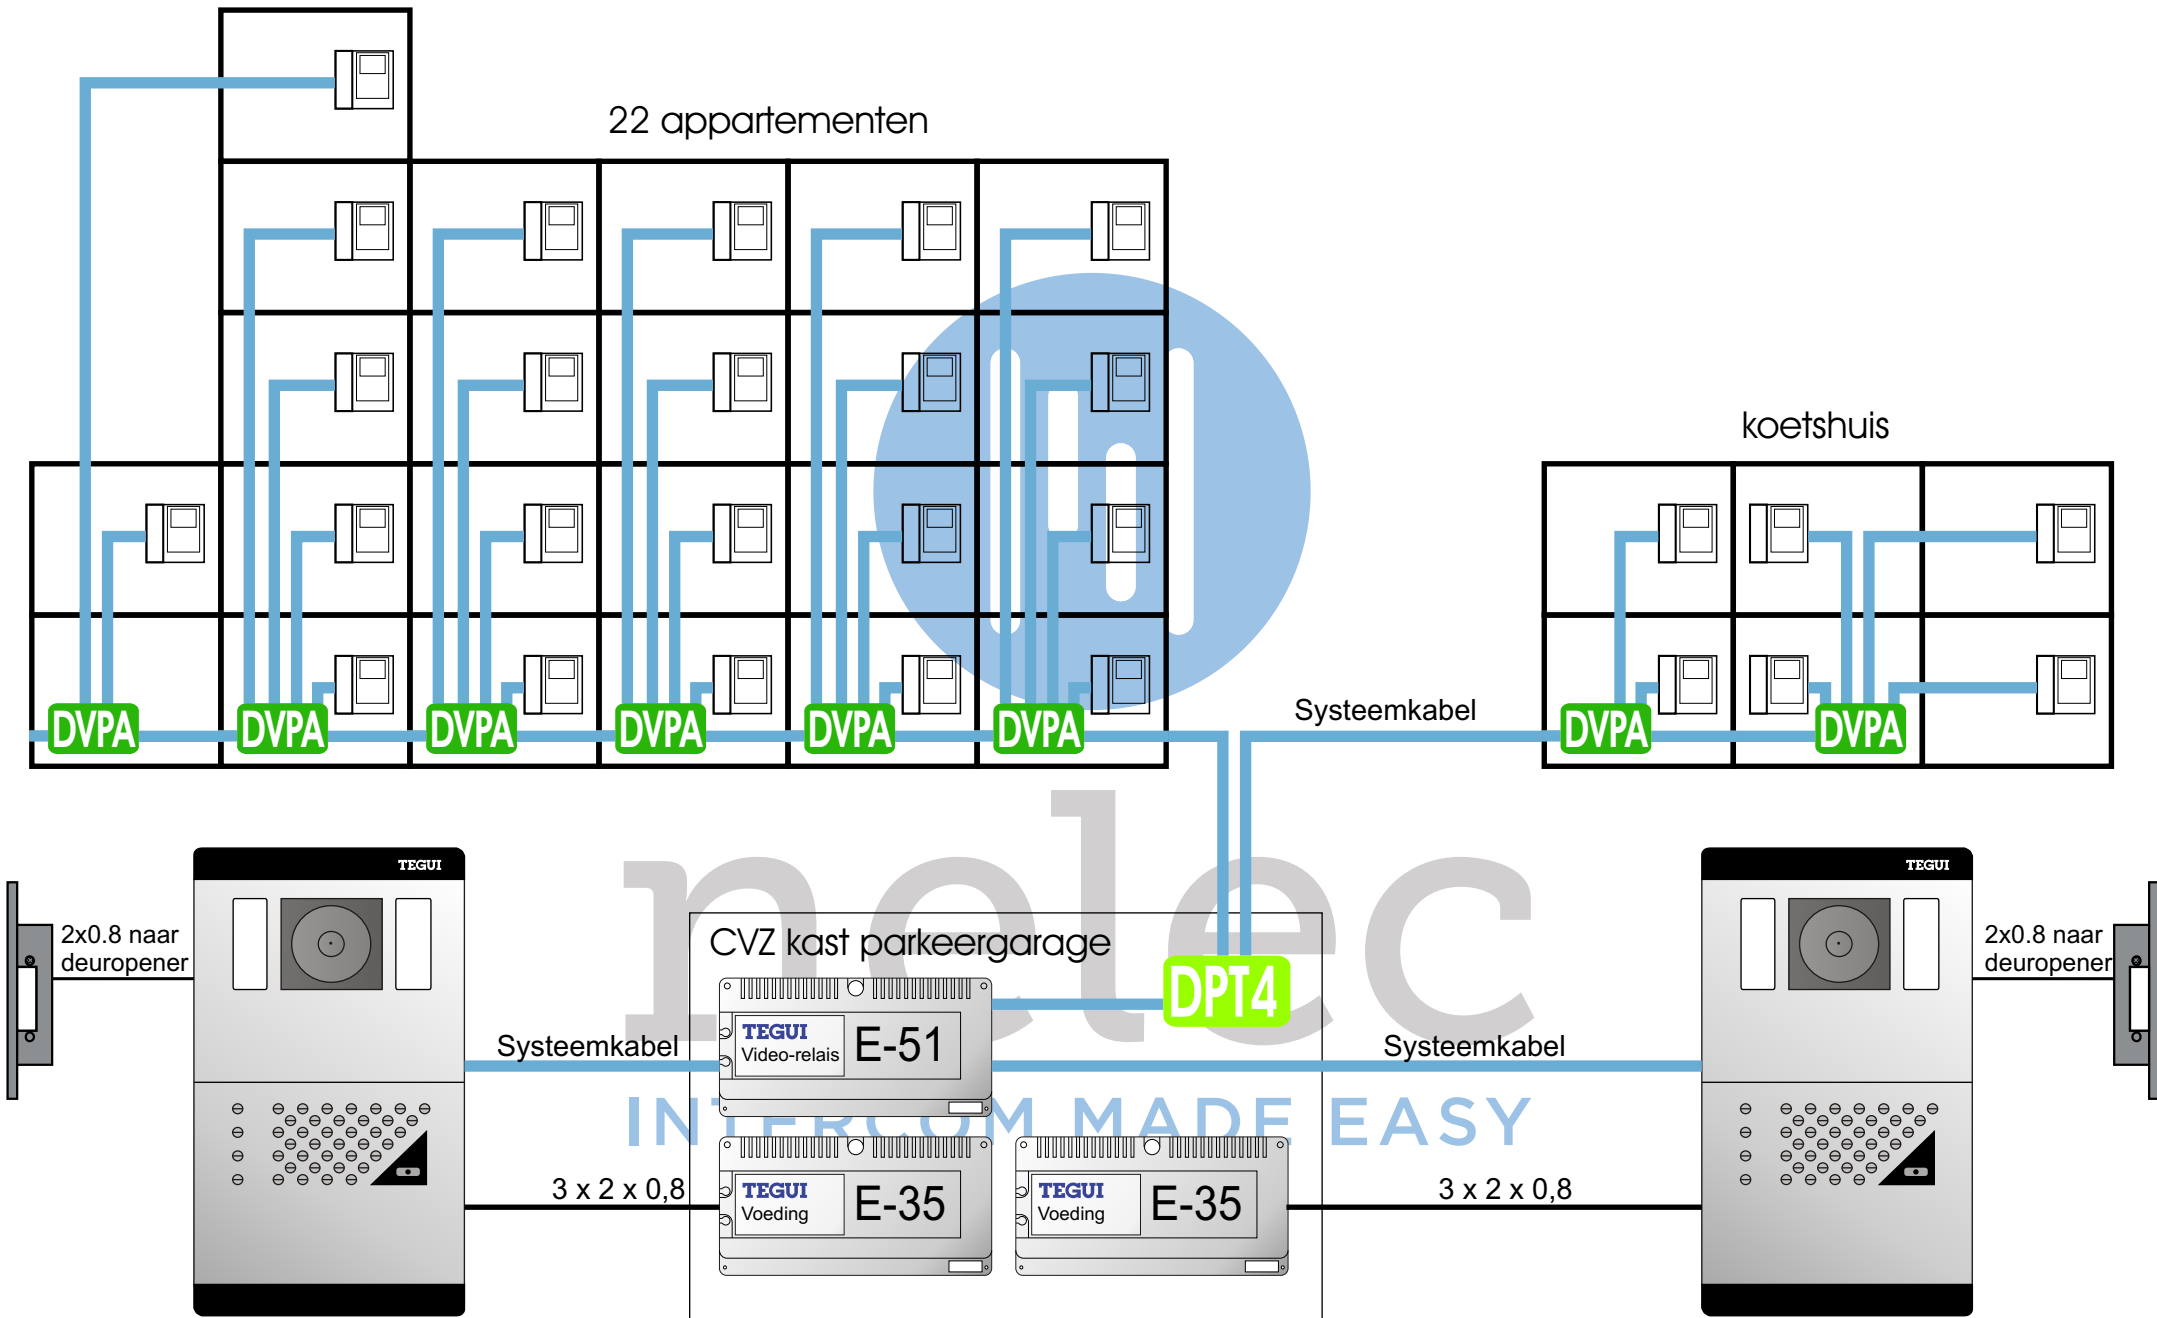 22 appartementen
koetshuis
DVPA
DVPA
DVPA
DVPA
DVPA
DVPA
Systeemkabel
DVPA
DVPA
TEGUI
TEGUI
2x0.8 naar
deuropener
2x0.8 naar
deuropener
nelec
CVZ kast parkeergarage
DPT4
Systeemkabel
TEGUI
Video-relais
E-51
Systeemkabel
INTERCOM MADE EASY
3 x 2 x 0,8
TEGUI
Voeding
E-35
TEGUI
Voeding
E-35
3 x 2 x 0,8